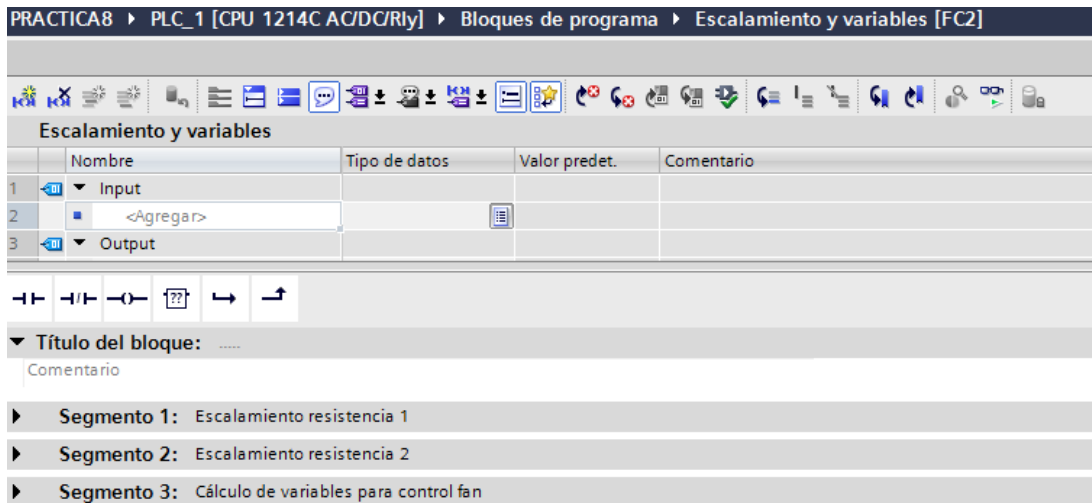 PRACTICA8 ▸ PLC_1 [CPU 1214C AC/DC/Rly] ▸ Bloques de programa ▸ Escalamiento y variables [FC2]
Escalamiento y variables
Nombre Tipo de datos Valor predet. Comentario
1 Input
2 <Agregar>
3 Output
??
Título del bloque: .....
Comentario
Segmento 1: Escalamiento resistencia 1
Segmento 2: Escalamiento resistencia 2
Segmento 3: Cálculo de variables para control fan